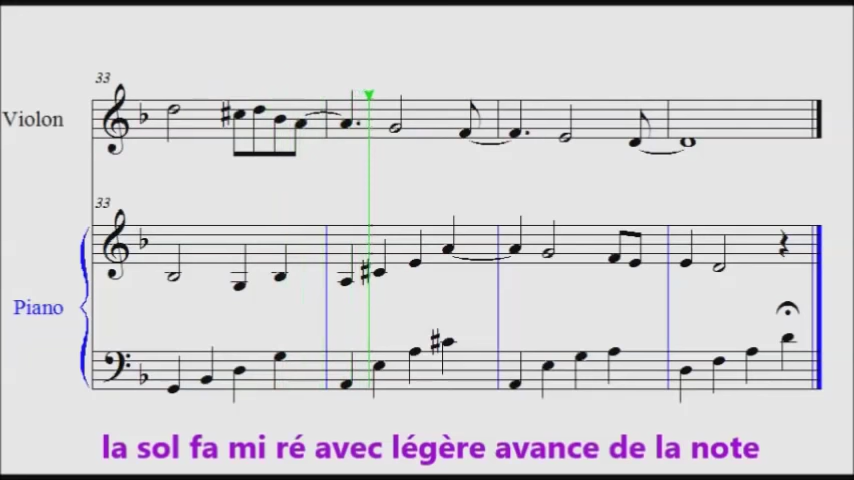 33
Violon
33
Piano
la sol fa mi ré avec légère avance de la note